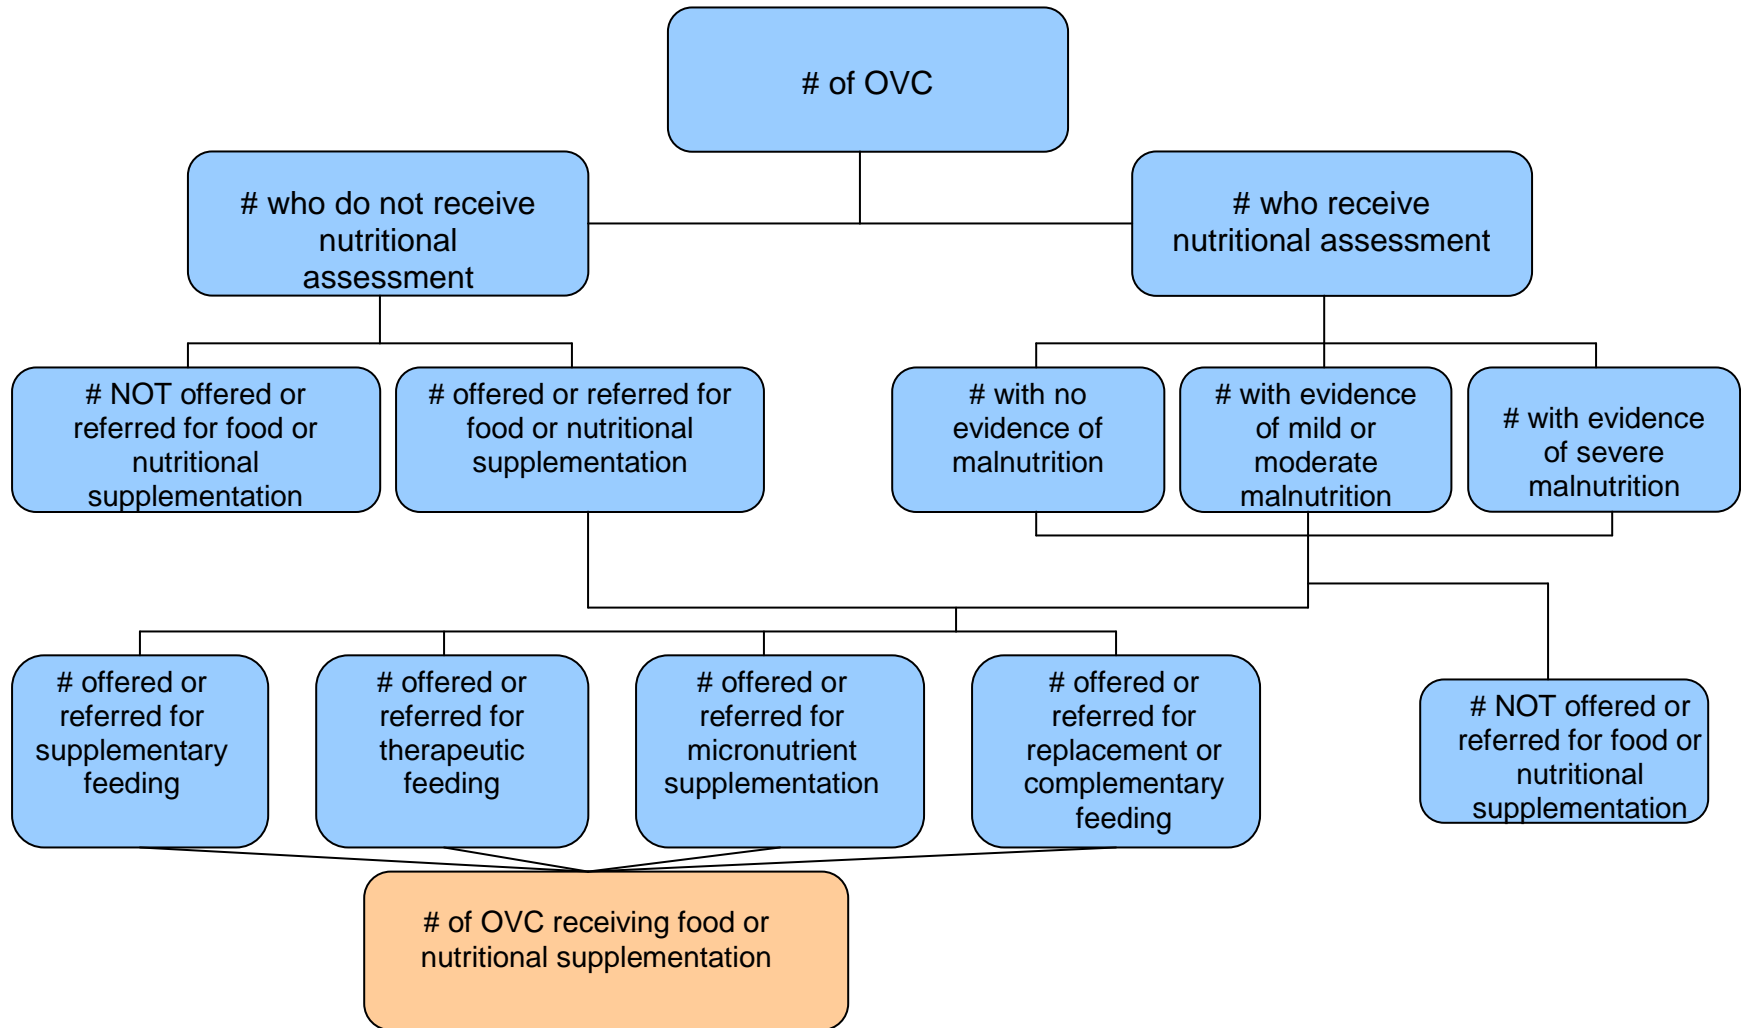 # of OVC
# who do not receive
nutritional
assessment
# who receive
nutritional assessment
# NOT offered or
referred for food or
nutritional
supplementation
# offered or referred for
food or nutritional
supplementation
# with no
evidence of
malnutrition
# with evidence
of mild or
moderate
malnutrition
# with evidence
of severe
malnutrition
# offered or
referred for
supplementary
feeding
# offered or
referred for
therapeutic
feeding
# offered or
referred for
micronutrient
supplementation
# offered or
referred for
replacement or
complementary
feeding
# NOT offered or
referred for food or
nutritional
supplementation
# of OVC receiving food or
nutritional supplementation